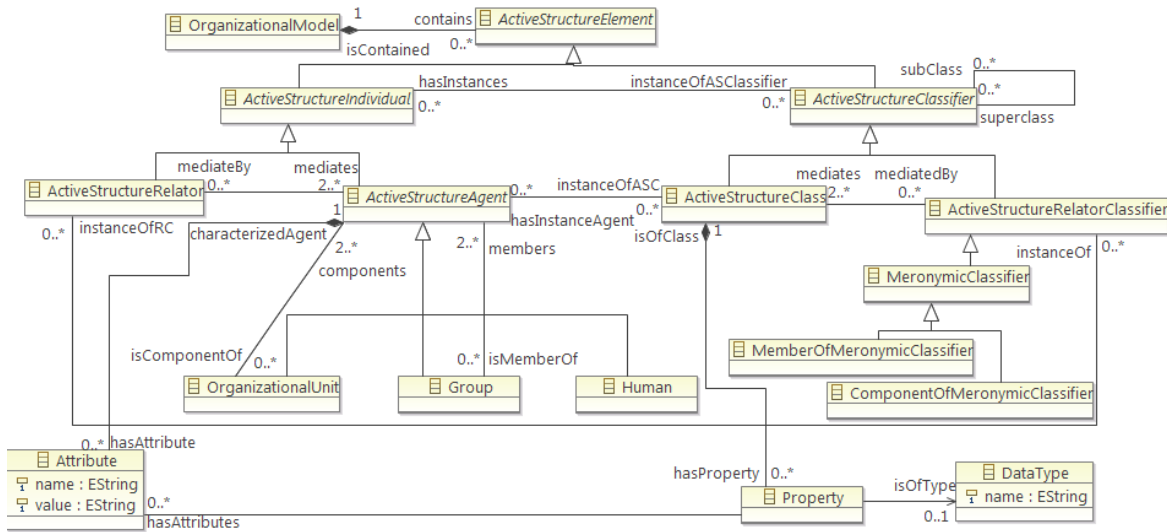 OrganizationalModel
1
contains
ActiveStructureElement
isContained
0..*
hasInstances
instanceOfASClassifier
subClass
0..*
ActiveStructureIndividual
0..*
0..*
ActiveStructureClassifier
0..*
superclass
mediateBy
mediates
mediates
mediatedBy
ActiveStructureRelator
0..*
2..*
ActiveStructureAgent
0..*
instanceOfASC
ActiveStructureClass
2..*
0..*
ActiveStructureRelatorClassifier
0..*
instanceOfRC
characterizedAgent
1
hasInstanceAgent
0..*
isOfClass
1
instanceOf
0..*
2..*
components
2..*
members
MeronymicClassifier
isComponentOf
0..*
0..*
isMemberOf
MemberOfMeronymicClassifier
OrganizationalUnit
Group
Human
ComponentOfMeronymicClassifier
0..*
hasAttribute
Attribute
name : EString
value : EString
0..*
hasAttributes
hasProperty
0..*
Property
isOfType
0..1
DataType
name : EString